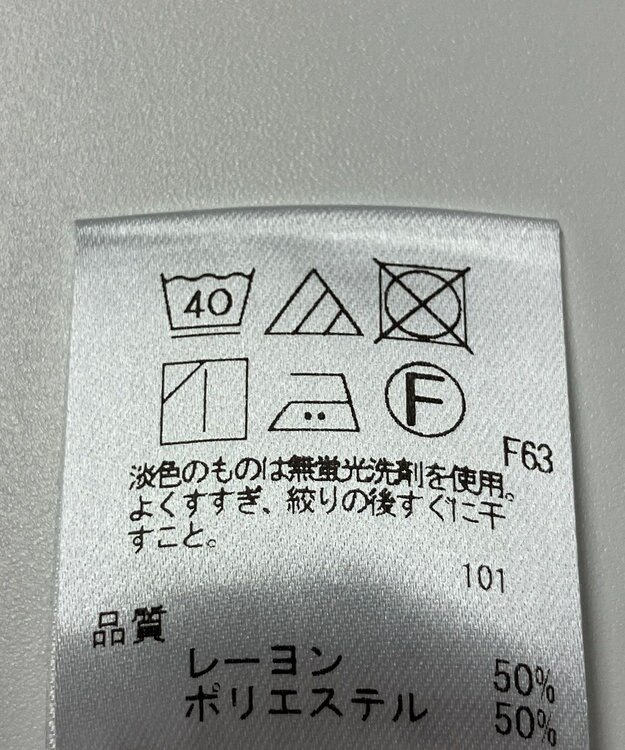 40
F
F63
淡色のものは無蛍光洗剤を使用。
よくすすぎ、絞りの後すぐに干
すこと。
101
品質
レーヨン 50%
ポリエステル 50%